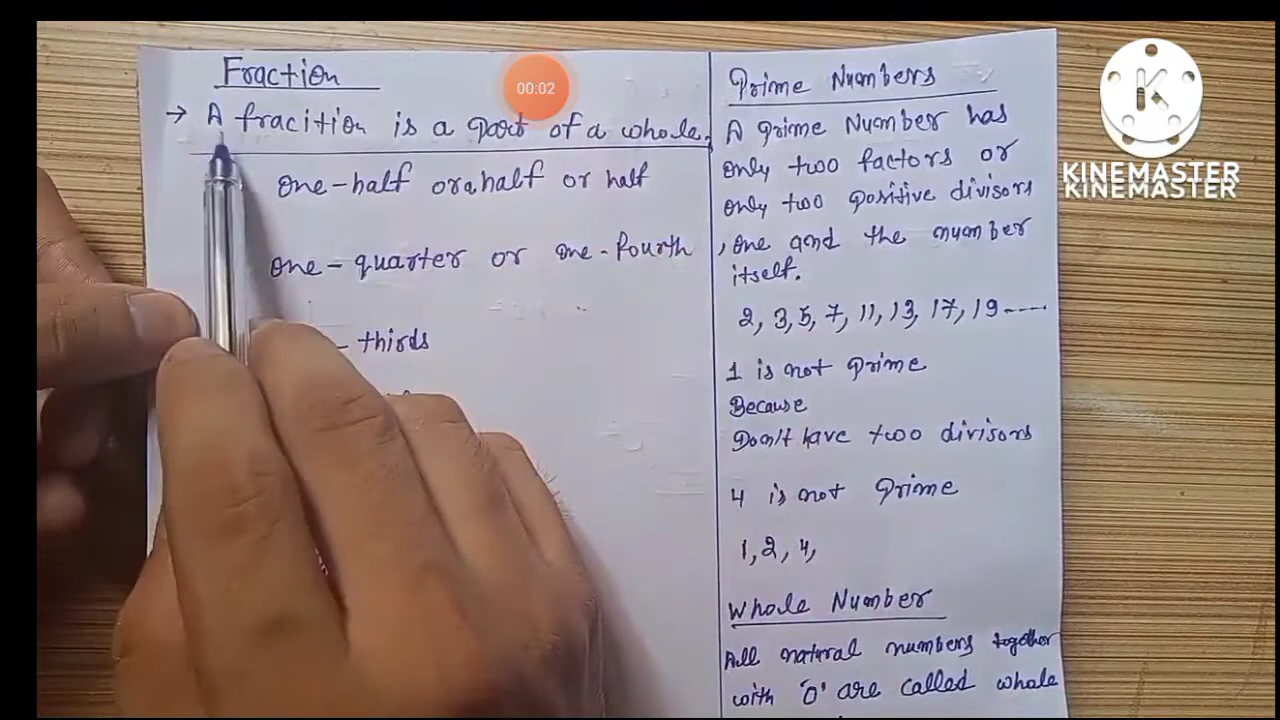 Fraction
→ A fracition is a part of a whole.
One-half or a half or half
One-quarter or one-fourth
- thirds
Prime Numbers
A Prime Number has
only two factors or
only two positive divisors
, one and the number
itself.
2, 3, 5, 7, 11, 13, 17, 19 -----
1 is not Prime
Because
Don't have two divisors
4 is not Prime
1, 2, 4,
Whole Number
All natural numbers together
with '0' are called whole
00:02
KINEMASTER
KINEMASTER